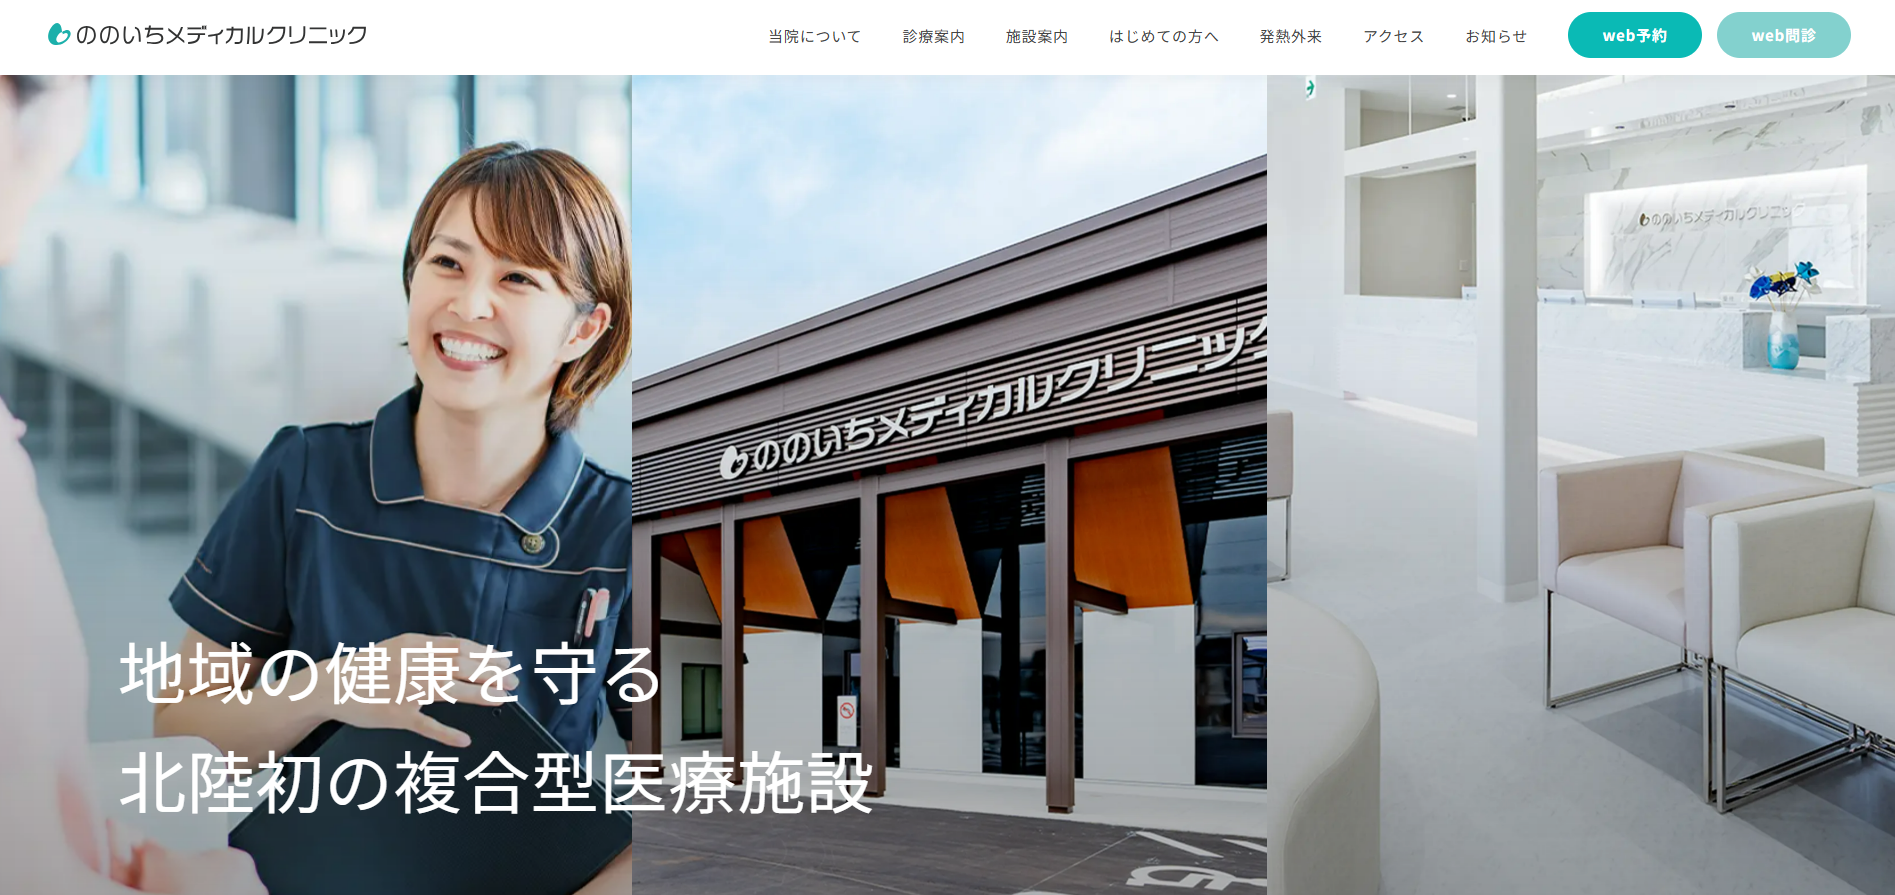 ののいちメディカルクリニック
当院について
診療案内
施設案内
はじめての方へ
発熱外来
アクセス
お知らせ
web予約
web問診
ののいちメディカルクリニック
ののいちメディカルクリニック
地域の健康を守る
北陸初の複合型医療施設